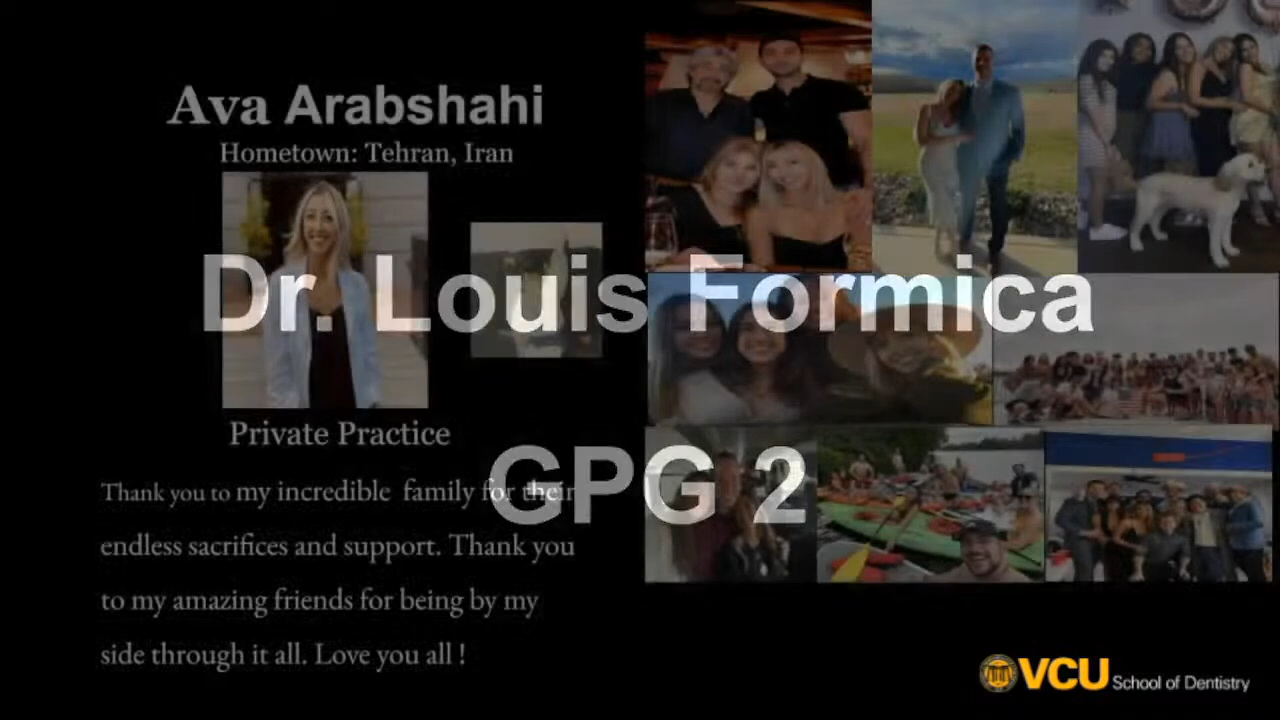 Ava Arabshahi
Hometown: Tehran, Iran
Dr. Louis Formica
Private Practice
GPG 2
Thank you to my incredible family for their
endless sacrifices and support. Thank you
to my amazing friends for being by my
side through it all. Love you all !
VCU School of Dentistry